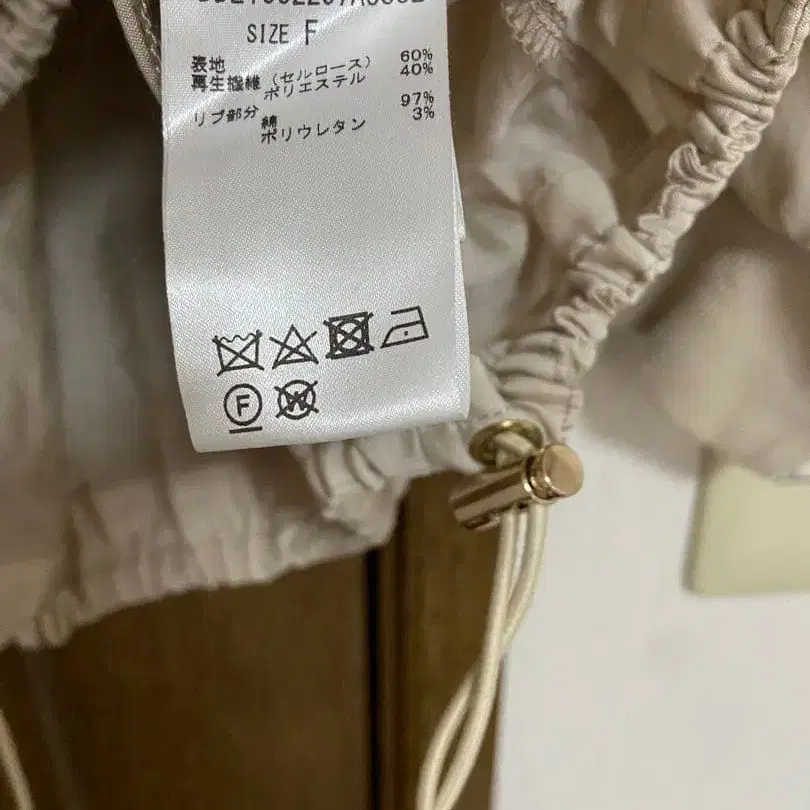 SIZE F
表地
再生繊維 (セルロース) 60%
ポリエステル 40%
リブ部分
綿 97%
ポリウレタン 3%
F W